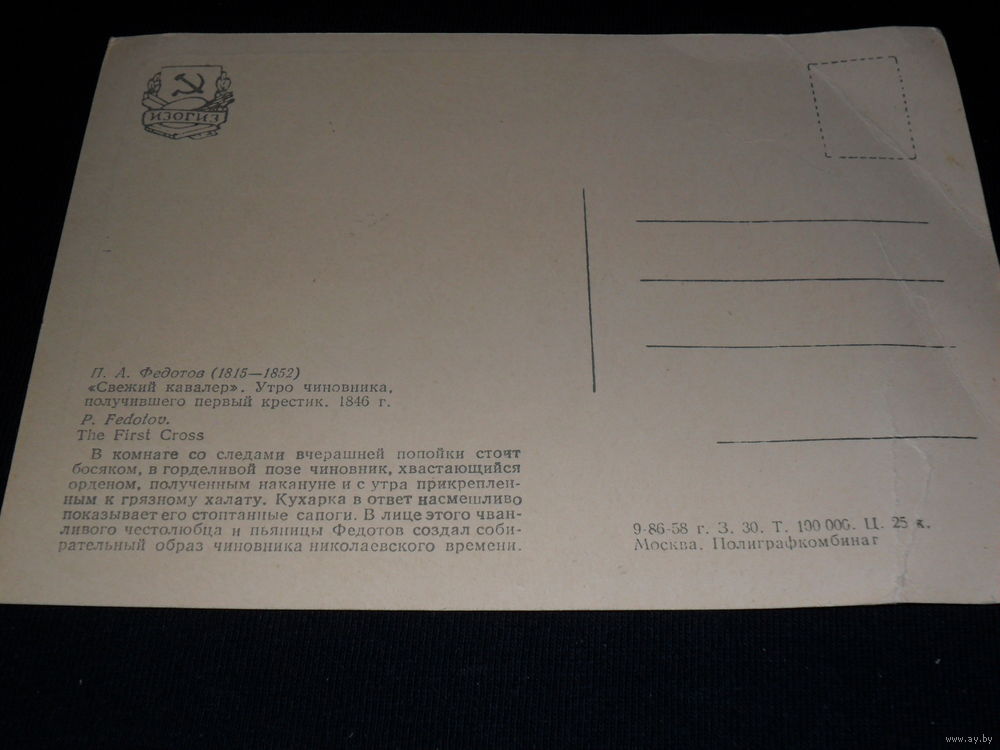 ИЗОГИЗ
П. А. Федотов (1815—1852)
«Свежий кавалер». Утро чиновника,
получившего первый крестик. 1846 г.
P. Fedotov.
The First Cross
В комнате со следами вчерашней попойки стоит
босяком, в горделивой позе чиновник, хвастающийся
орденом, полученным накануне и с утра прикреплен-
ным к грязному халату. Кухарка в ответ насмешливо
показывает его стоптанные сапоги. В лице этого чван-
ливого честолюбца и пьяницы Федотов создал соби-
рательный образ чиновника николаевского времени.
9-86-58 г. З. 30. Т. 100 000. Ц. 25 к.
Москва. Полиграфкомбинат
www.ay.by